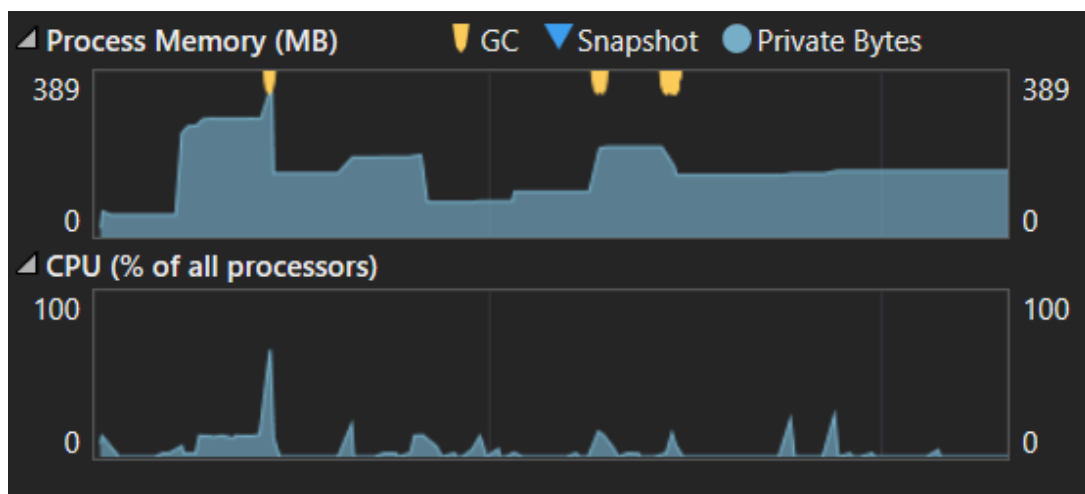 Process Memory (MB) GC Snapshot Private Bytes
389 389
0 0
CPU (% of all processors)
100 100
0 0